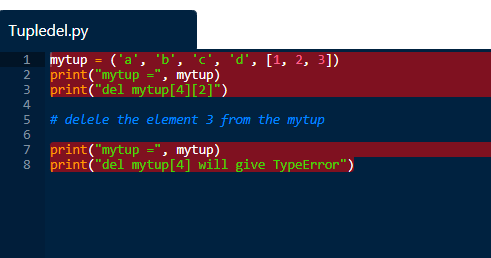 Tupledel.py
1 mytup = ('a', 'b', 'c', 'd', [1, 2, 3])
2 print("mytup =", mytup)
3 print("del mytup[4][2]")
4
5 # delele the element 3 from the mytup
6
7 print("mytup =", mytup)
8 print("del mytup[4] will give TypeError")